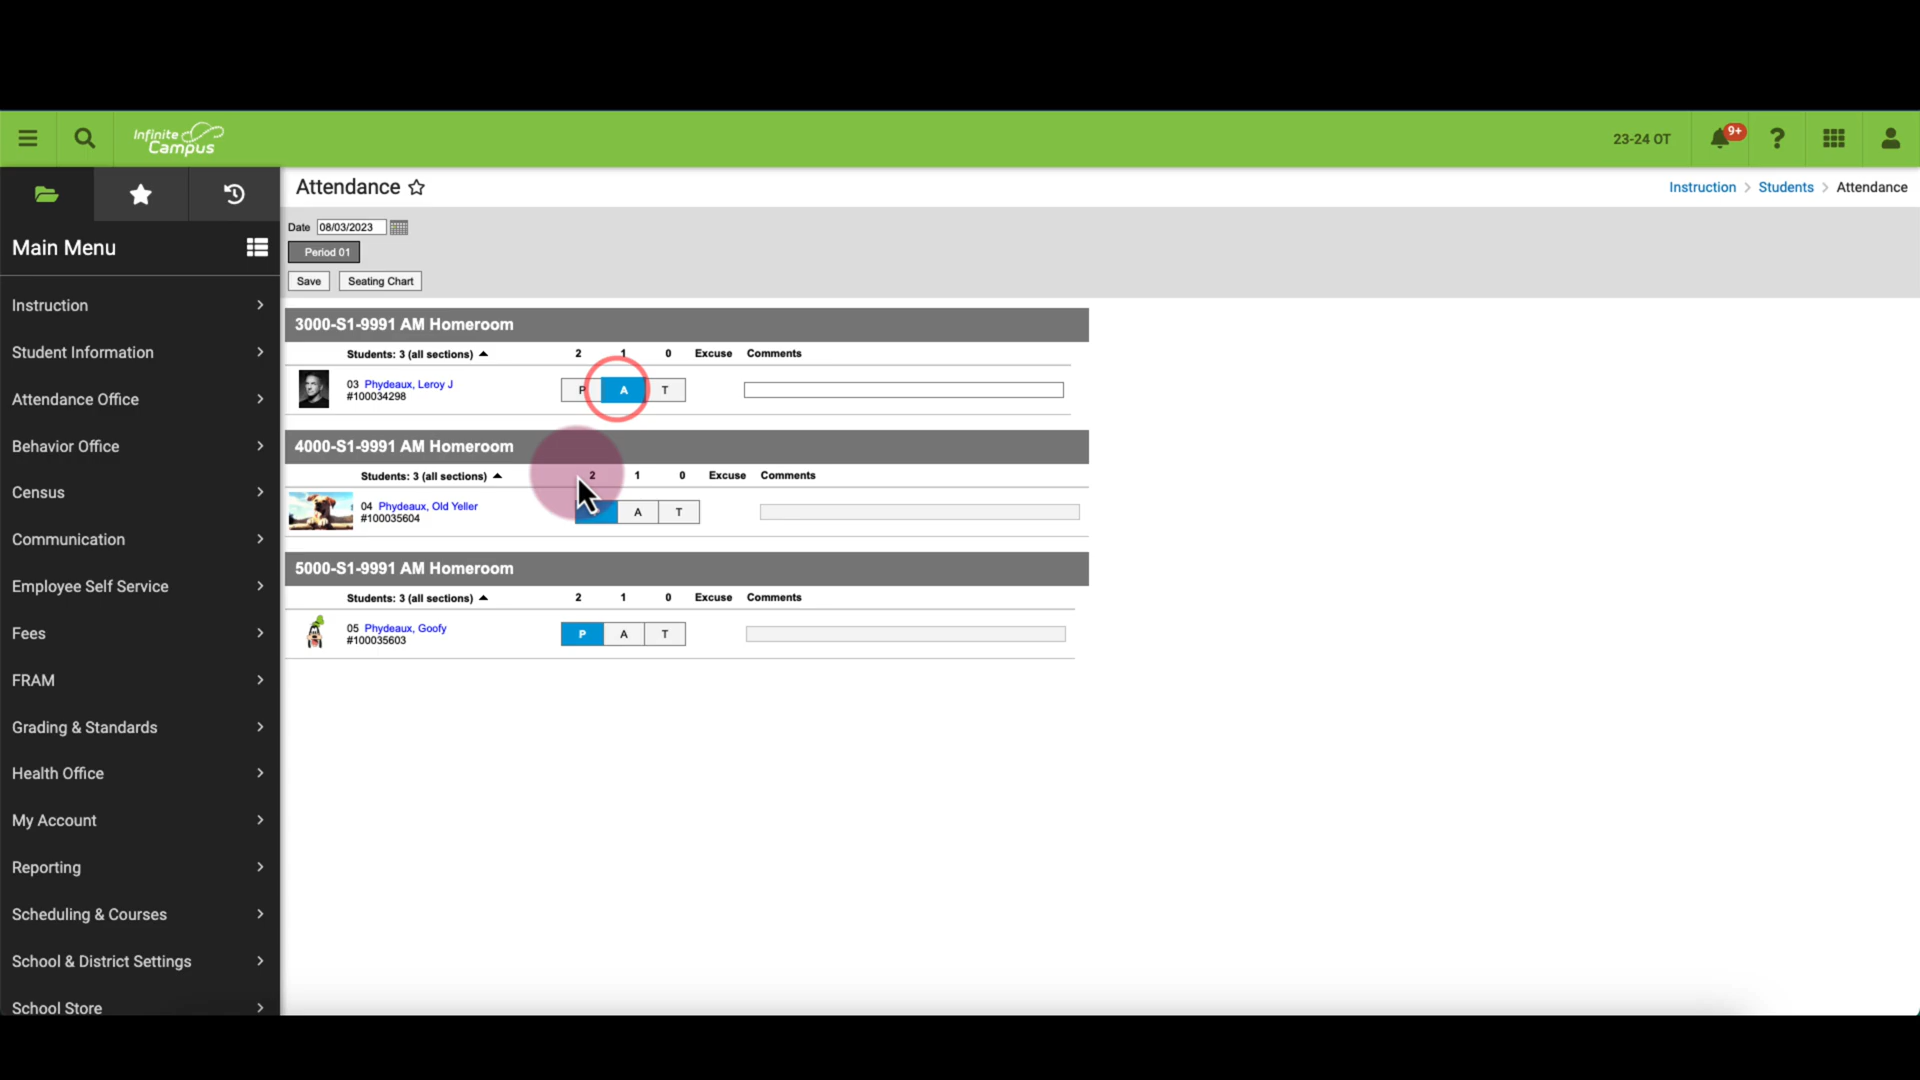 Infinite Campus
23-24 OT
9+
?
Main Menu
Instruction
Student Information
Attendance Office
Behavior Office
Census
Communication
Employee Self Service
Fees
FRAM
Grading & Standards
Health Office
My Account
Reporting
Scheduling & Courses
School & District Settings
School Store
Attendance
Instruction > Students > Attendance
Date 08/03/2023
Period 01
Save Seating Chart
3000-S1-9991 AM Homeroom
Students: 3 (all sections) 2 1 0 Excuse Comments
03 Phydeaux, Leroy J
#100034298
P A T
4000-S1-9991 AM Homeroom
Students: 3 (all sections) 2 1 0 Excuse Comments
04 Phydeaux, Old Yeller
#100035604
A T
5000-S1-9991 AM Homeroom
Students: 3 (all sections) 2 1 0 Excuse Comments
05 Phydeaux, Goofy
#100035603
P A T